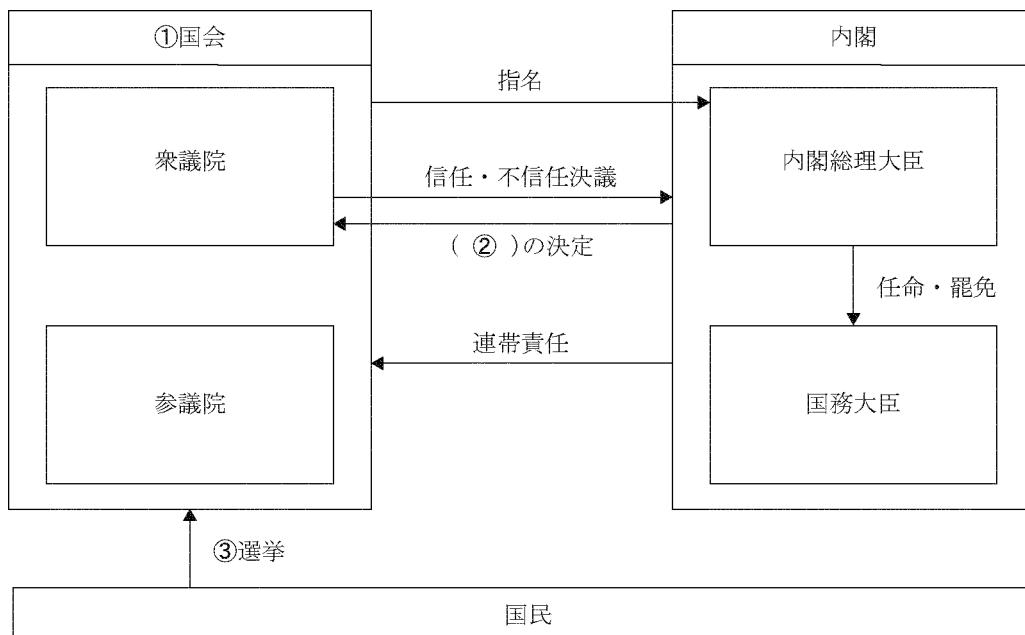 ①国会
内閣
指名
衆議院
内閣総理大臣
信任・不信任決議
( ② )の決定
任命・罷免
連帯責任
参議院
国務大臣
③選挙
国民